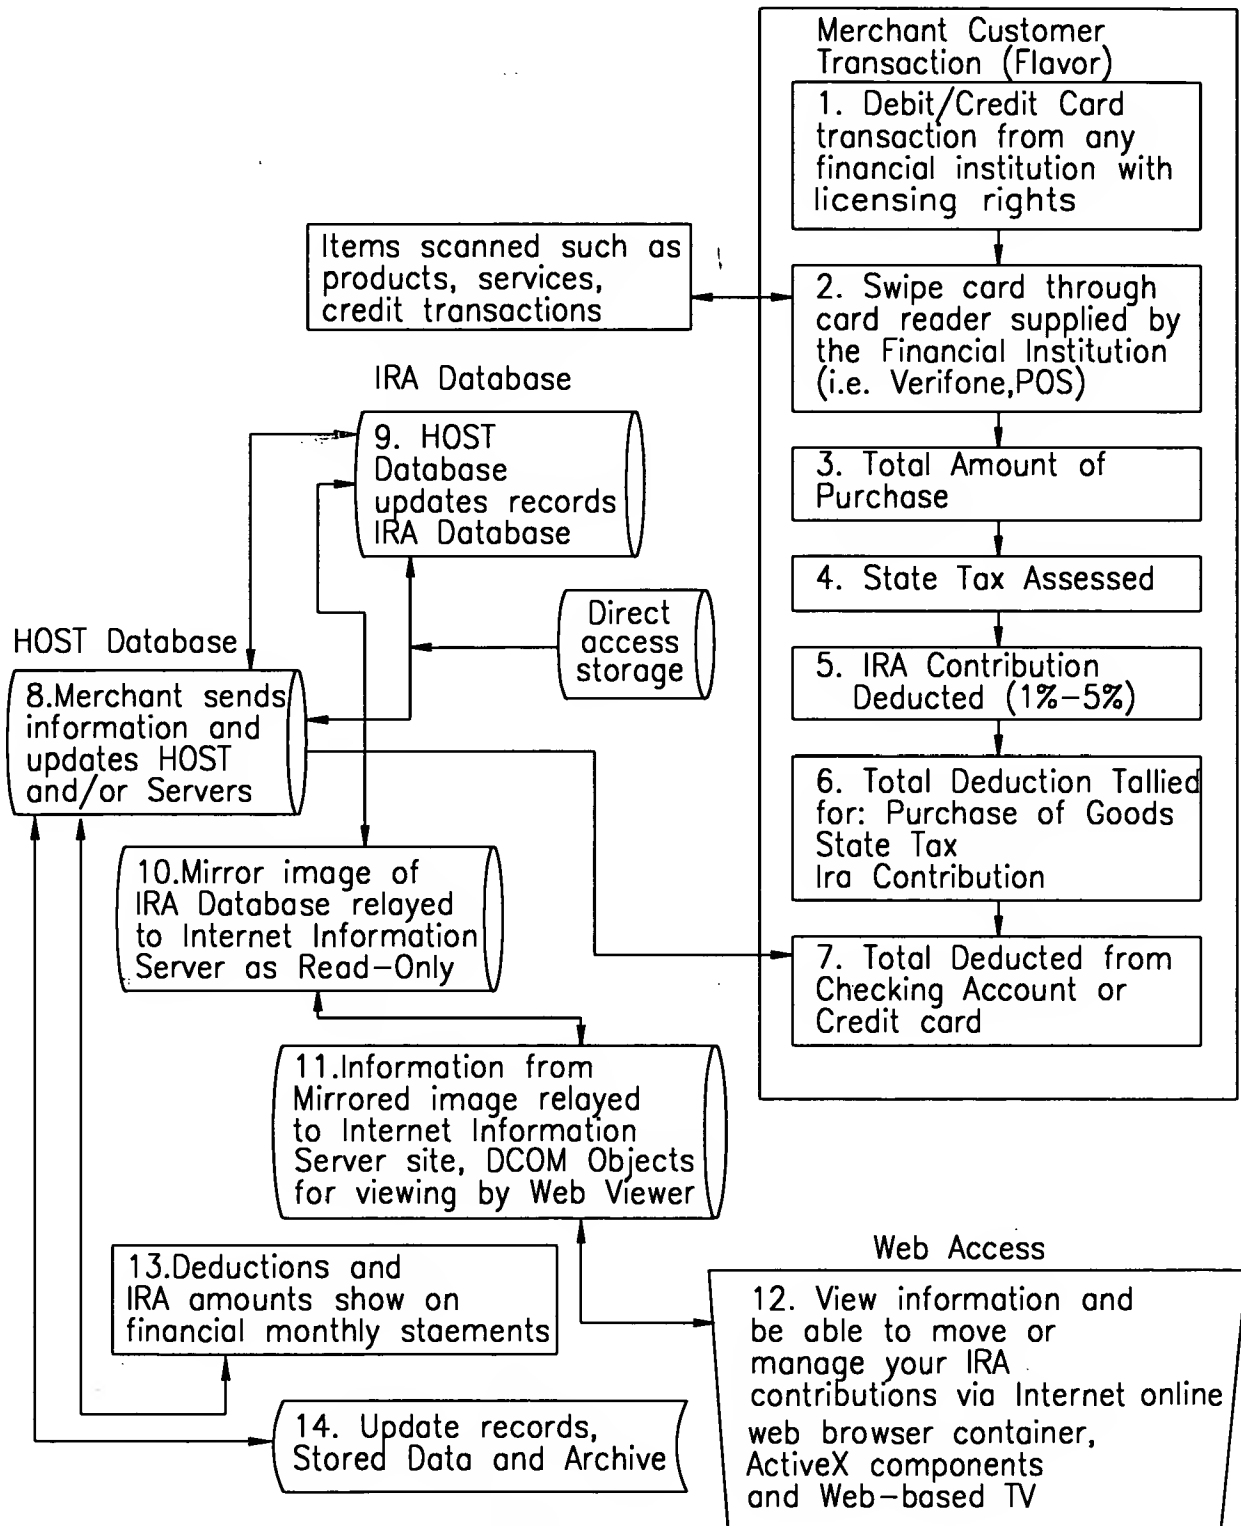 Merchant Customer
Transaction (Flavor)
1. Debit/Credit Card
transaction from any
financial institution with
licensing rights
Items scanned such as
products, services,
credit transactions
2. Swipe card through
card reader supplied by
the Financial Institution
(i.e. Verifone,POS)
3. Total Amount of
Purchase
4. State Tax Assessed
5. IRA Contribution
Deducted (1%-5%)
6. Total Deduction Tallied
for: Purchase of Goods
State Tax
Ira Contribution
7. Total Deducted from
Checking Account or
Credit card
IRA Database
9. HOST
Database
updates records
IRA Database
Direct
access
storage
HOST Database
8.Merchant sends
information and
updates HOST
and/or Servers
10.Mirror image of
IRA Database relayed
to Internet Information
Server as Read-Only
11.Information from
Mirrored image relayed
to Internet Information
Server site, DCOM Objects
for viewing by Web Viewer
Web Access
12. View information and
be able to move or
manage your IRA
contributions via Internet online
web browser container,
ActiveX components
and Web-based TV
13.Deductions and
IRA amounts show on
financial monthly staements
14. Update records,
Stored Data and Archive